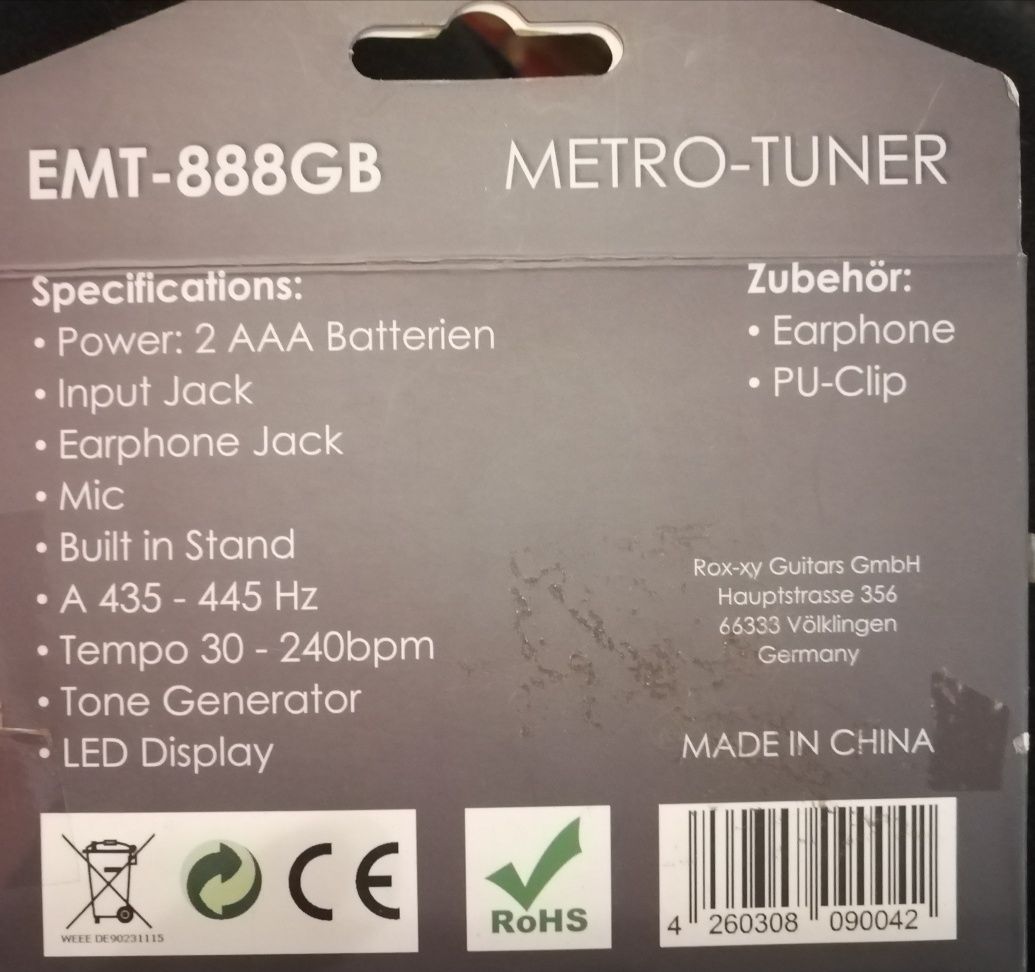 EMT-888GB METRO-TUNER
Specifications:
• Power: 2 AAA Batterien
• Input Jack
• Earphone Jack
• Mic
• Built in Stand
• A 435 - 445 Hz
• Tempo 30 - 240bpm
• Tone Generator
• LED Display
Zubehör:
• Earphone
• PU-Clip
Rox-xy Guitars GmbH
Hauptstrasse 356
66333 Völklingen
Germany
MADE IN CHINA
WEEE DE90231115
CE
RoHS
4 260308 090042